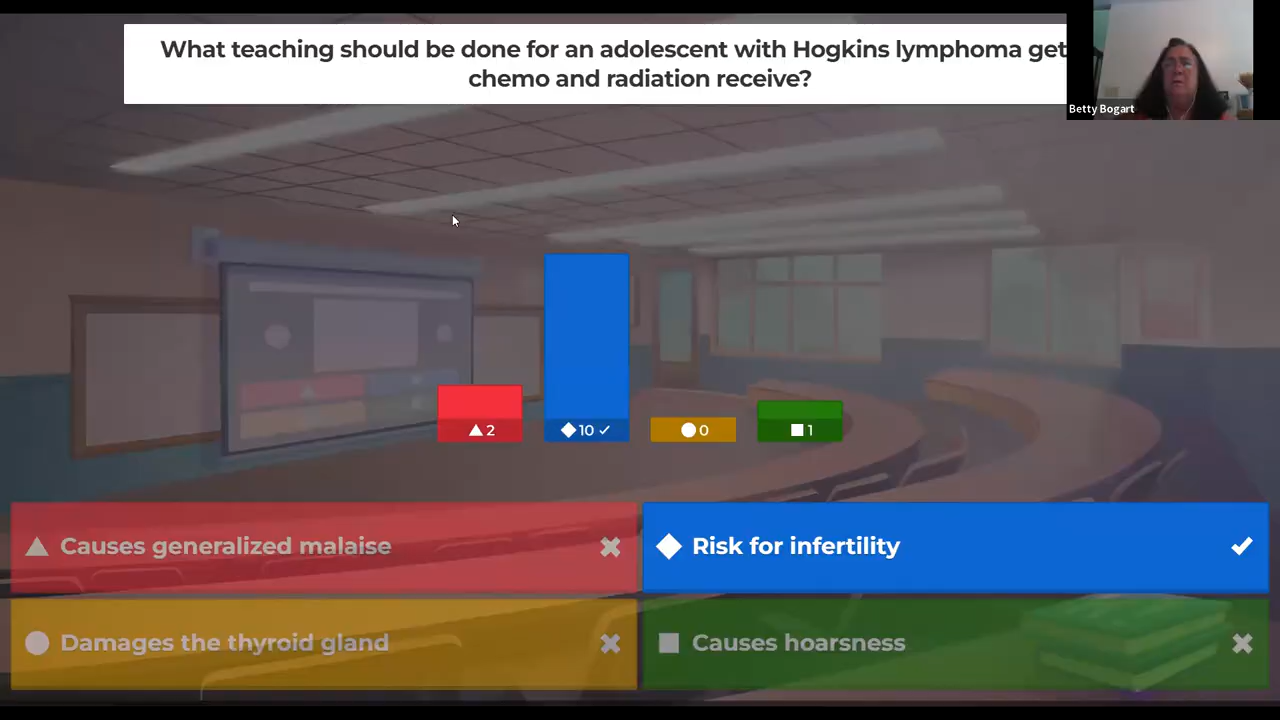 What teaching should be done for an adolescent with Hogkins lymphoma get
chemo and radiation receive?
Betty Bogart
2
10
0
1
Causes generalized malaise
Risk for infertility
Damages the thyroid gland
Causes hoarsness